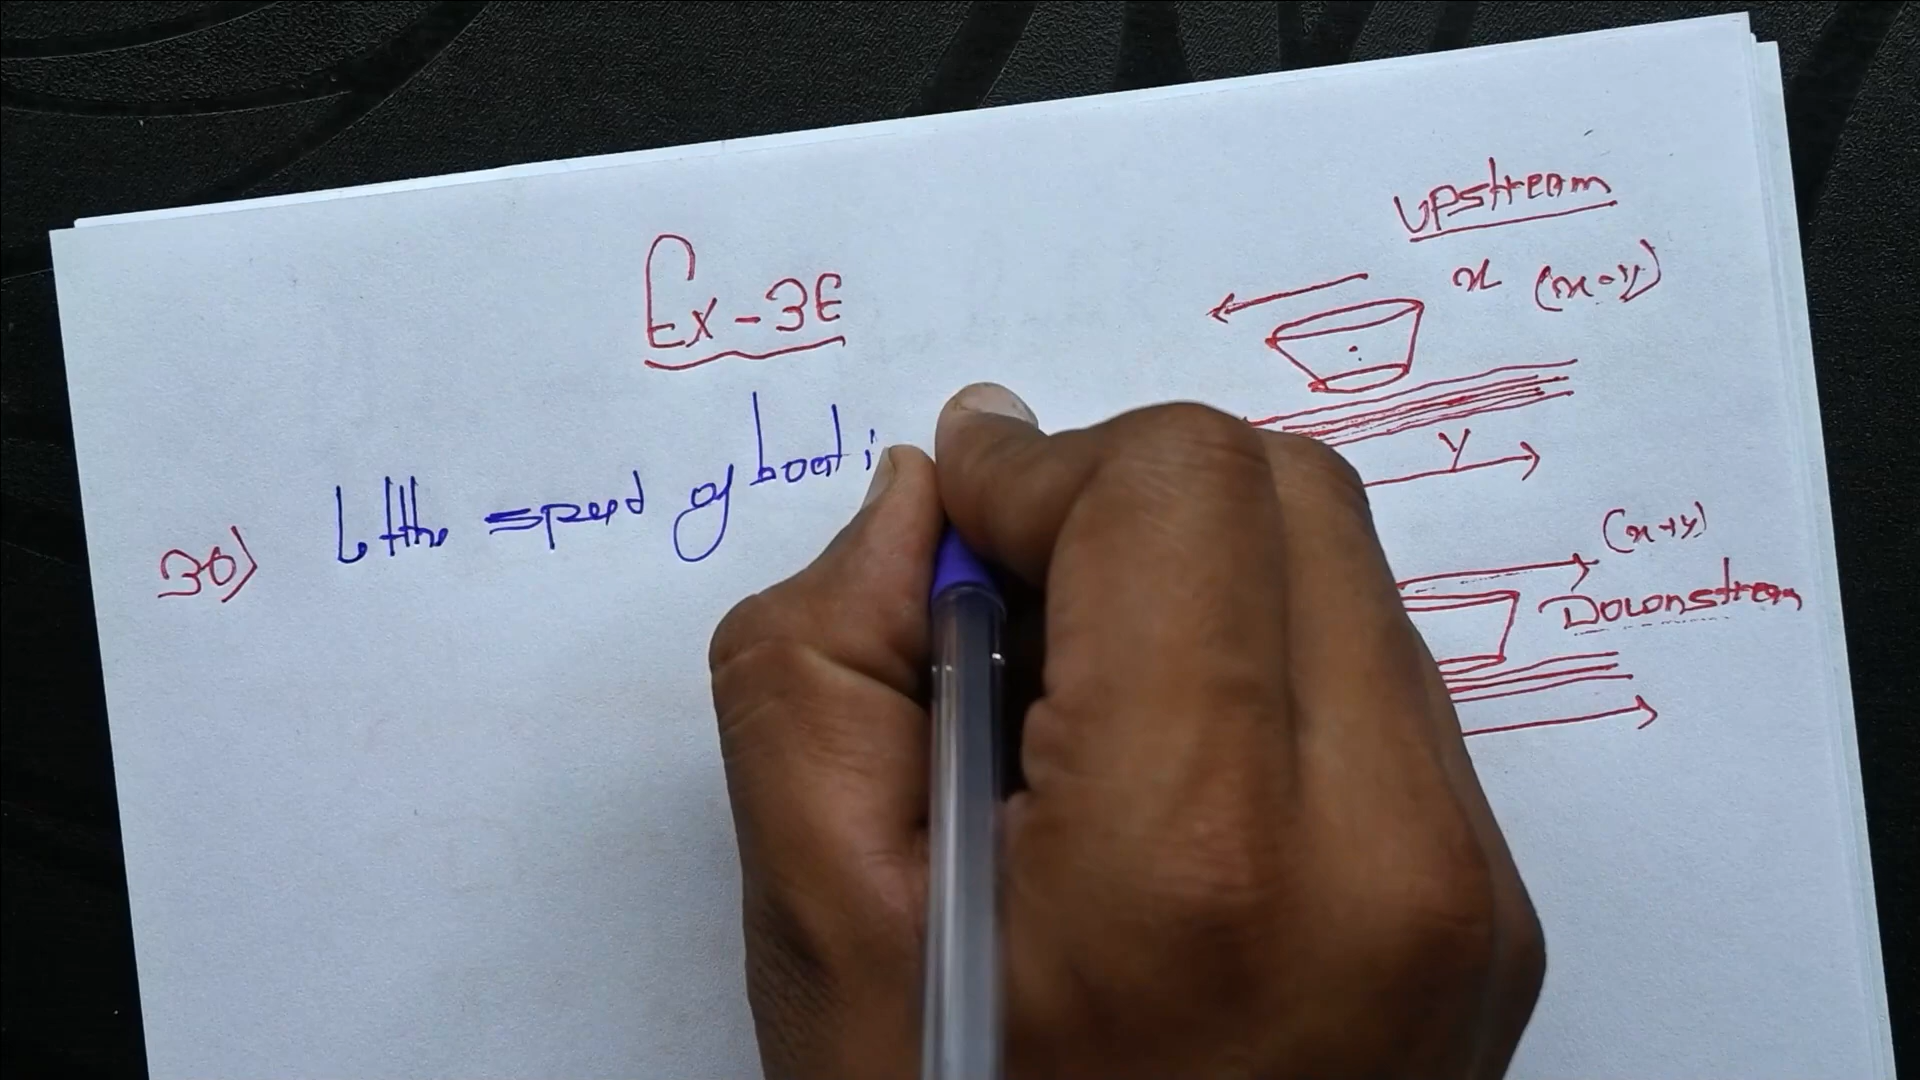 Upstream
x (x-y)
Ex-3E
Y
30) let the speed of boat i
(x+y)
Downstream